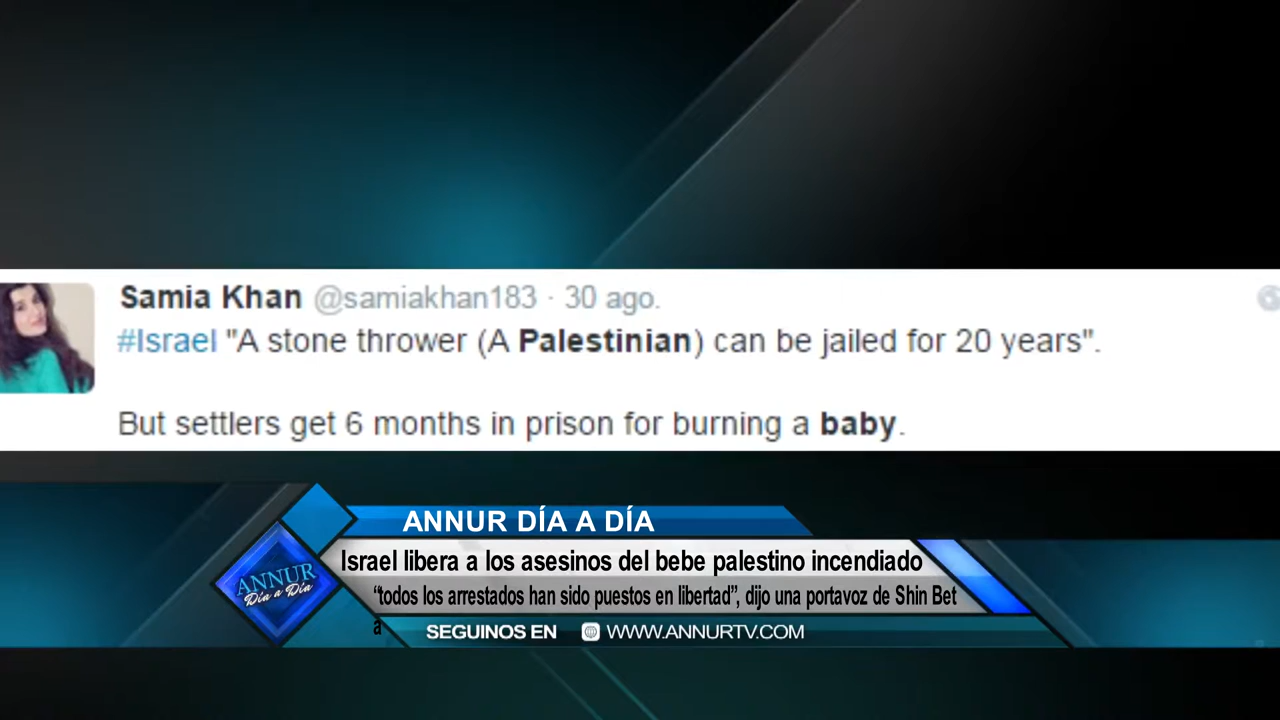 Samia Khan @samiakhan183 · 30 ago.
#Israel "A stone thrower (A Palestinian) can be jailed for 20 years".
But settlers get 6 months in prison for burning a baby.
ANNUR DÍA A DÍA
Israel libera a los asesinos del bebe palestino incendiado
“todos los arrestados han sido puestos en libertad”, dijo una portavoz de Shin Bet
a
ANNUR
Día a Día
SEGUINOS EN WWW.ANNURTV.COM